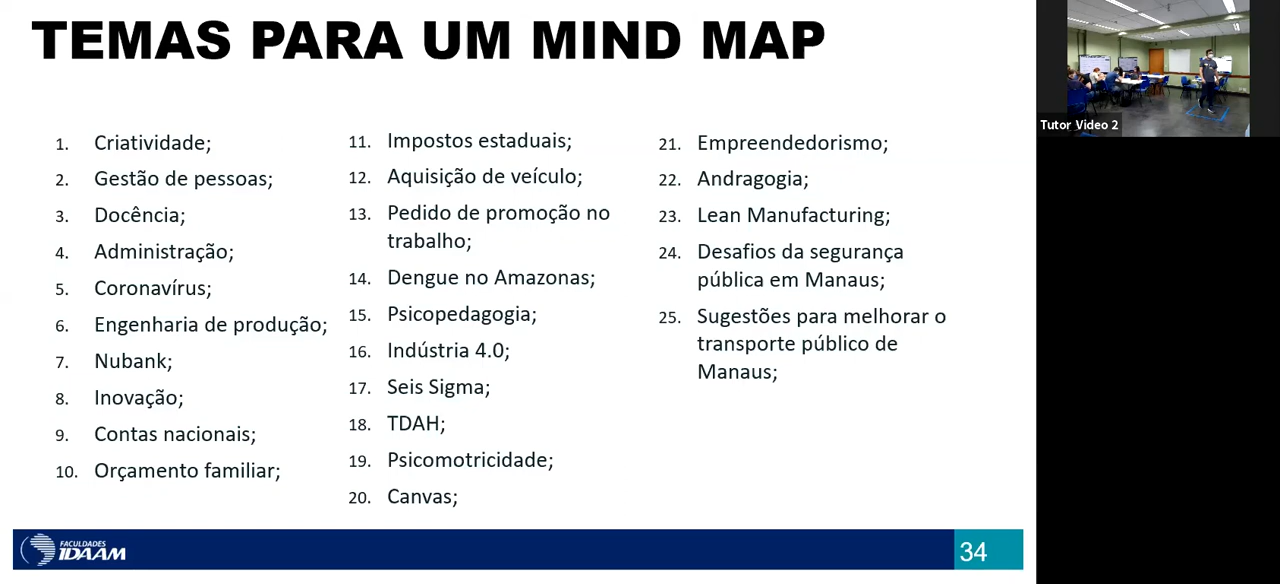 TEMAS PARA UM MIND MAP
1. Criatividade;
2. Gestão de pessoas;
3. Docência;
4. Administração;
5. Coronavírus;
6. Engenharia de produção;
7. Nubank;
8. Inovação;
9. Contas nacionais;
10. Orçamento familiar;
11. Impostos estaduais;
12. Aquisição de veículo;
13. Pedido de promoção no
trabalho;
14. Dengue no Amazonas;
15. Psicopedagogia;
16. Indústria 4.0;
17. Seis Sigma;
18. TDAH;
19. Psicomotricidade;
20. Canvas;
21. Empreendedorismo;
22. Andragogia;
23. Lean Manufacturing;
24. Desafios da segurança
pública em Manaus;
25. Sugestões para melhorar o
transporte público de
Manaus;
FACULDADES
IDAAM
34
Tutor Video 2